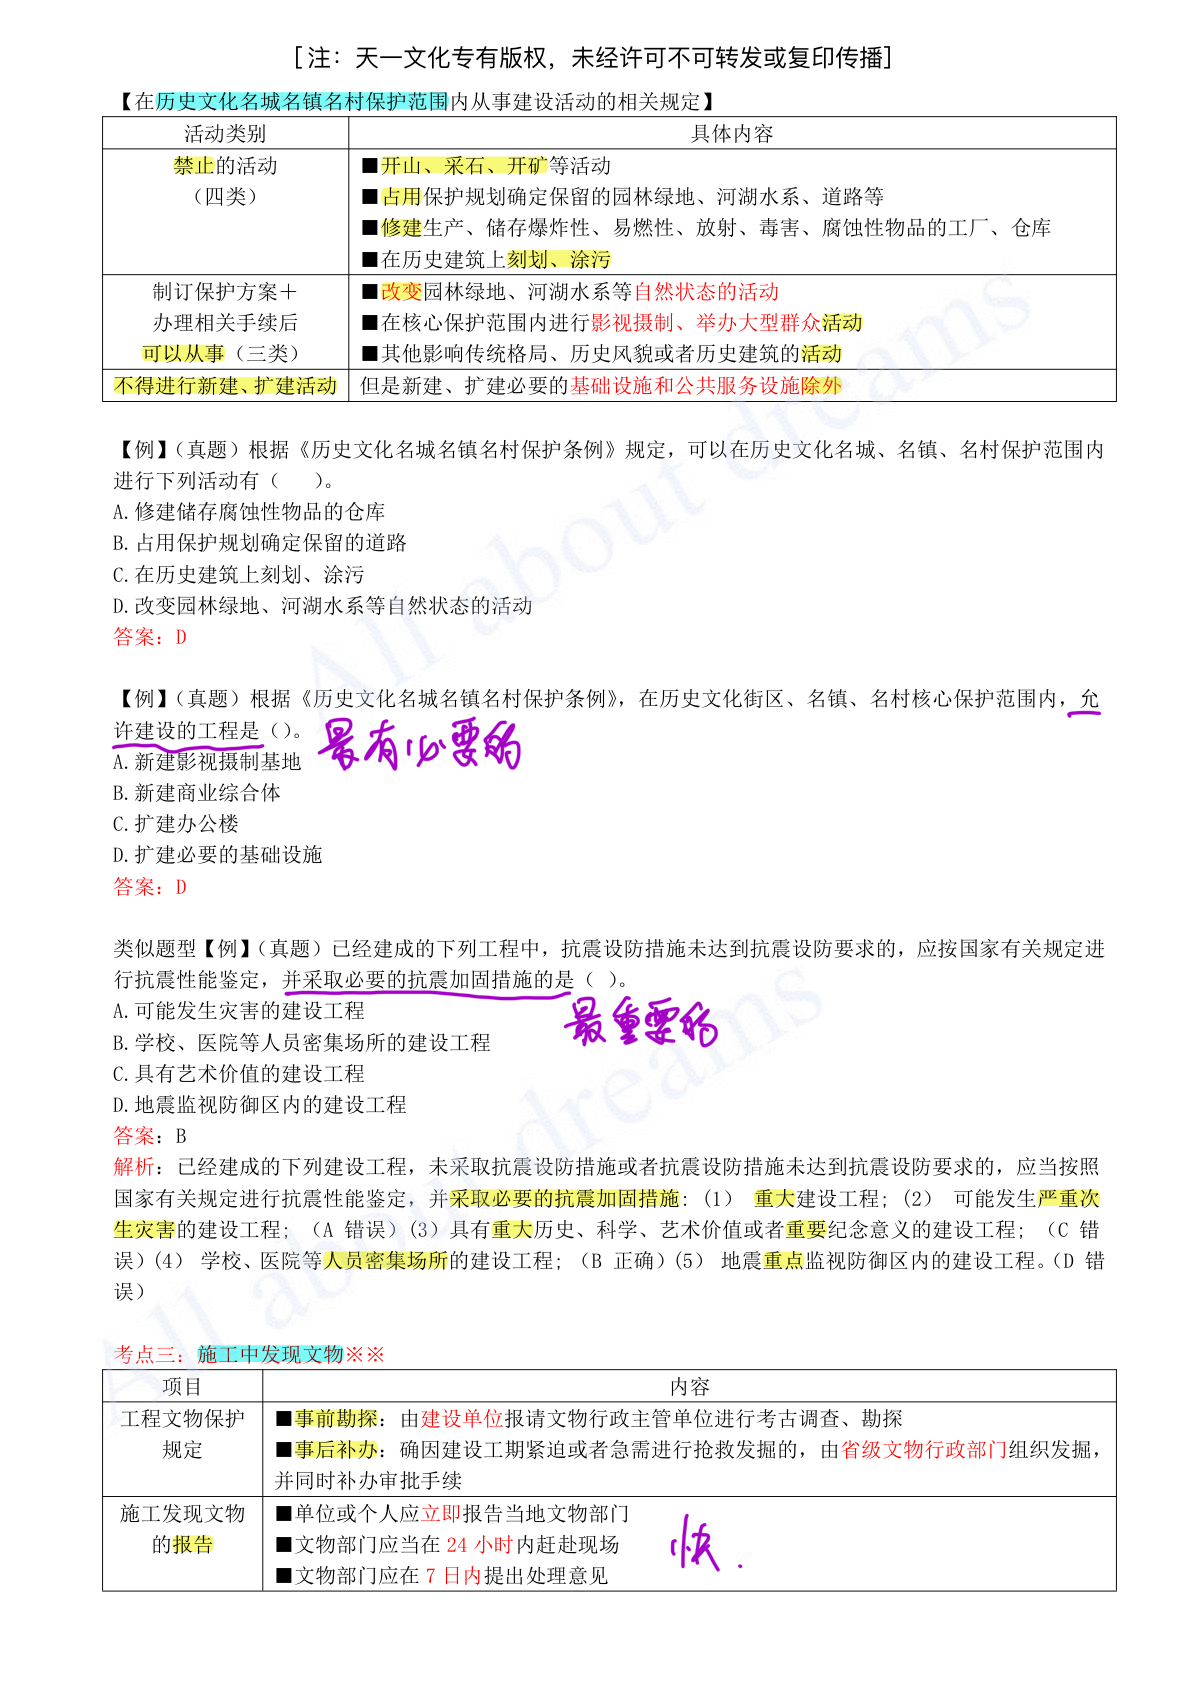 [注：天一文化专有版权，未经许可不可转发或复印传播]
【在历史文化名城名镇名村保护范围内从事建设活动的相关规定】
活动类别 具体内容
禁止的活动
（四类）
■开山、采石、开矿等活动
■占用保护规划确定保留的园林绿地、河湖水系、道路等
■修建生产、储存爆炸性、易燃性、放射、毒害、腐蚀性物品的工厂、仓库
■在历史建筑上刻划、涂污
制订保护方案＋
办理相关手续后
可以从事（三类）
■改变园林绿地、河湖水系等自然状态的活动
■在核心保护范围内进行影视摄制、举办大型群众活动
■其他影响传统格局、历史风貌或者历史建筑的活动
不得进行新建、扩建活动 但是新建、扩建必要的基础设施和公共服务设施除外
【例】（真题）根据《历史文化名城名镇名村保护条例》规定，可以在历史文化名城、名镇、名村保护范围内
进行下列活动有（ ）。
A.修建储存腐蚀性物品的仓库
B.占用保护规划确定保留的道路
C.在历史建筑上刻划、涂污
D.改变园林绿地、河湖水系等自然状态的活动
答案：D
【例】（真题）根据《历史文化名城名镇名村保护条例》，在历史文化街区、名镇、名村核心保护范围内，允
许建设的工程是（）。
最有必要的
A.新建影视摄制基地
B.新建商业综合体
C.扩建办公楼
D.扩建必要的基础设施
答案：D
类似题型【例】（真题）已经建成的下列工程中，抗震设防措施未达到抗震设防要求的，应按国家有关规定进
行抗震性能鉴定，并采取必要的抗震加固措施的是（ ）。
A.可能发生灾害的建设工程
最重要的
B.学校、医院等人员密集场所的建设工程
C.具有艺术价值的建设工程
D.地震监视防御区内的建设工程
答案：B
解析：已经建成的下列建设工程，未采取抗震设防措施或者抗震设防措施未达到抗震设防要求的，应当按照
国家有关规定进行抗震性能鉴定，并采取必要的抗震加固措施：(1） 重大建设工程；(2） 可能发生严重次
生灾害的建设工程；（A 错误）(3）具有重大历史、科学、艺术价值或者重要纪念意义的建设工程；（C 错
误）(4） 学校、医院等人员密集场所的建设工程；（B 正确）(5） 地震重点监视防御区内的建设工程。（D 错
误）
考点三：施工中发现文物※※
项目 内容
工程文物保护
规定
■事前勘探：由建设单位报请文物行政主管单位进行考古调查、勘探
■事后补办：确因建设工期紧迫或者急需进行抢救发掘的，由省级文物行政部门组织发掘，
并同时补办审批手续
施工发现文物
的报告
■单位或个人应立即报告当地文物部门
■文物部门应当在 24 小时内赶赴现场
■文物部门应在 7 日内提出处理意见
快.
All about dreams
All about dreams